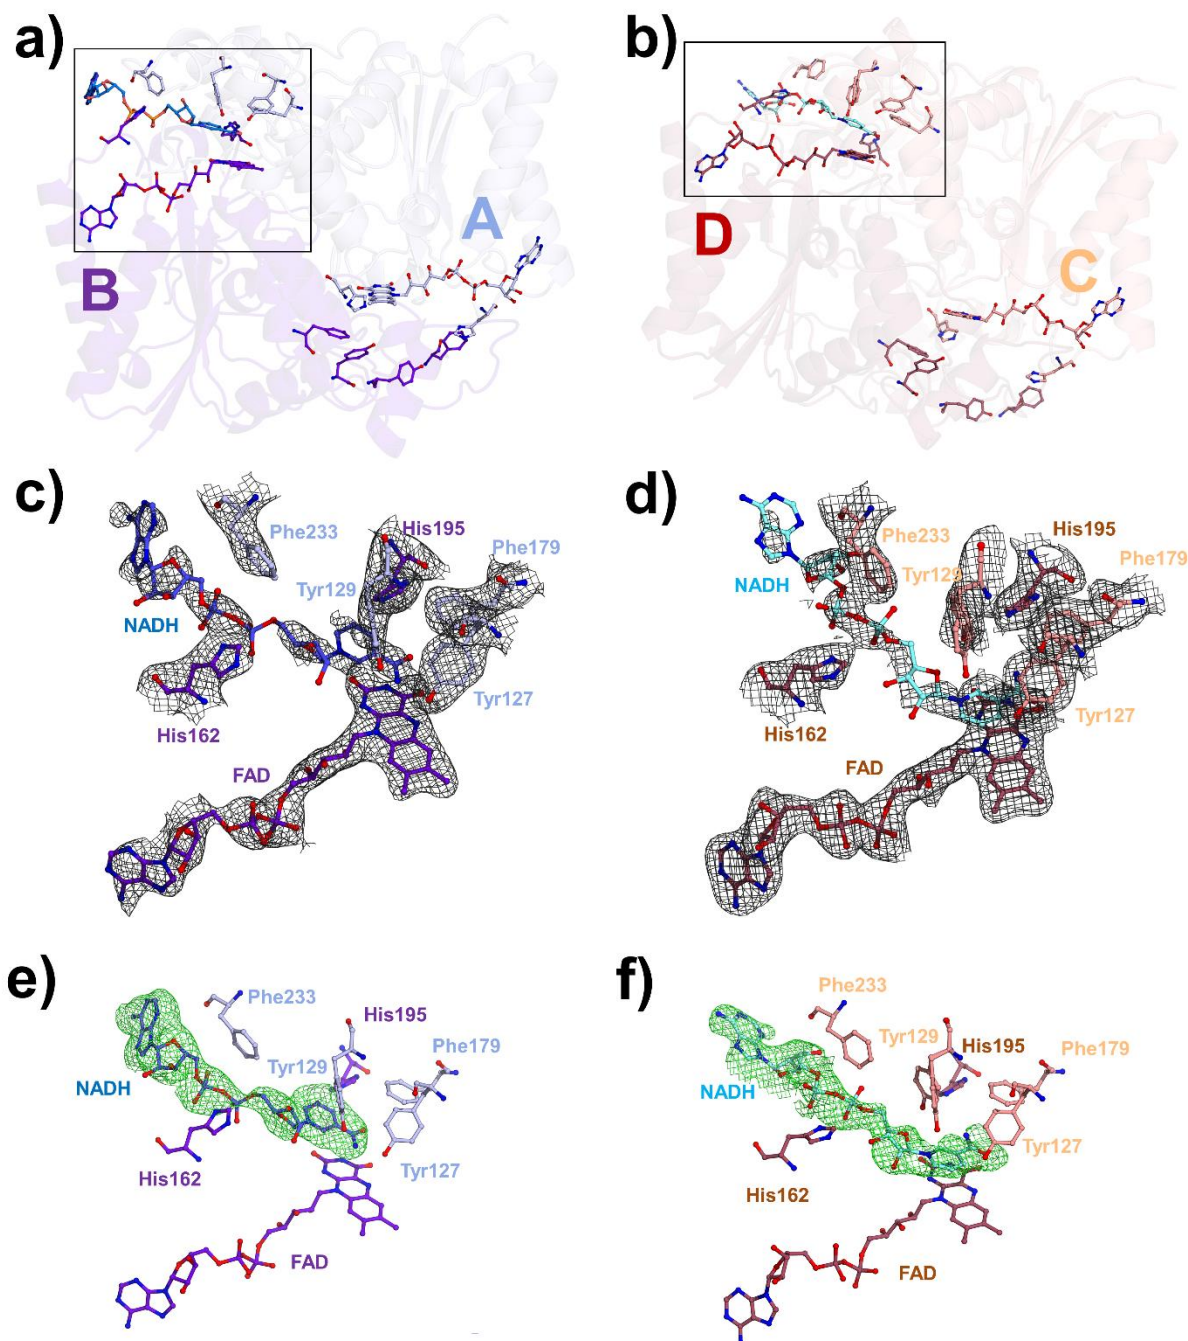 a)
A
B
b)
D
C
c)
Phe233
His195
Phe179
Tyr129
NADH
Tyr127
His162
FAD
d)
His195
Phe233
Phe179
Tyr129
NADH
Tyr127
His162
FAD
e)
Phe233
His195
Tyr129
Phe179
NADH
Tyr127
His162
FAD
f)
Phe233
Tyr129
His195
Phe179
NADH
Tyr127
His162
FAD